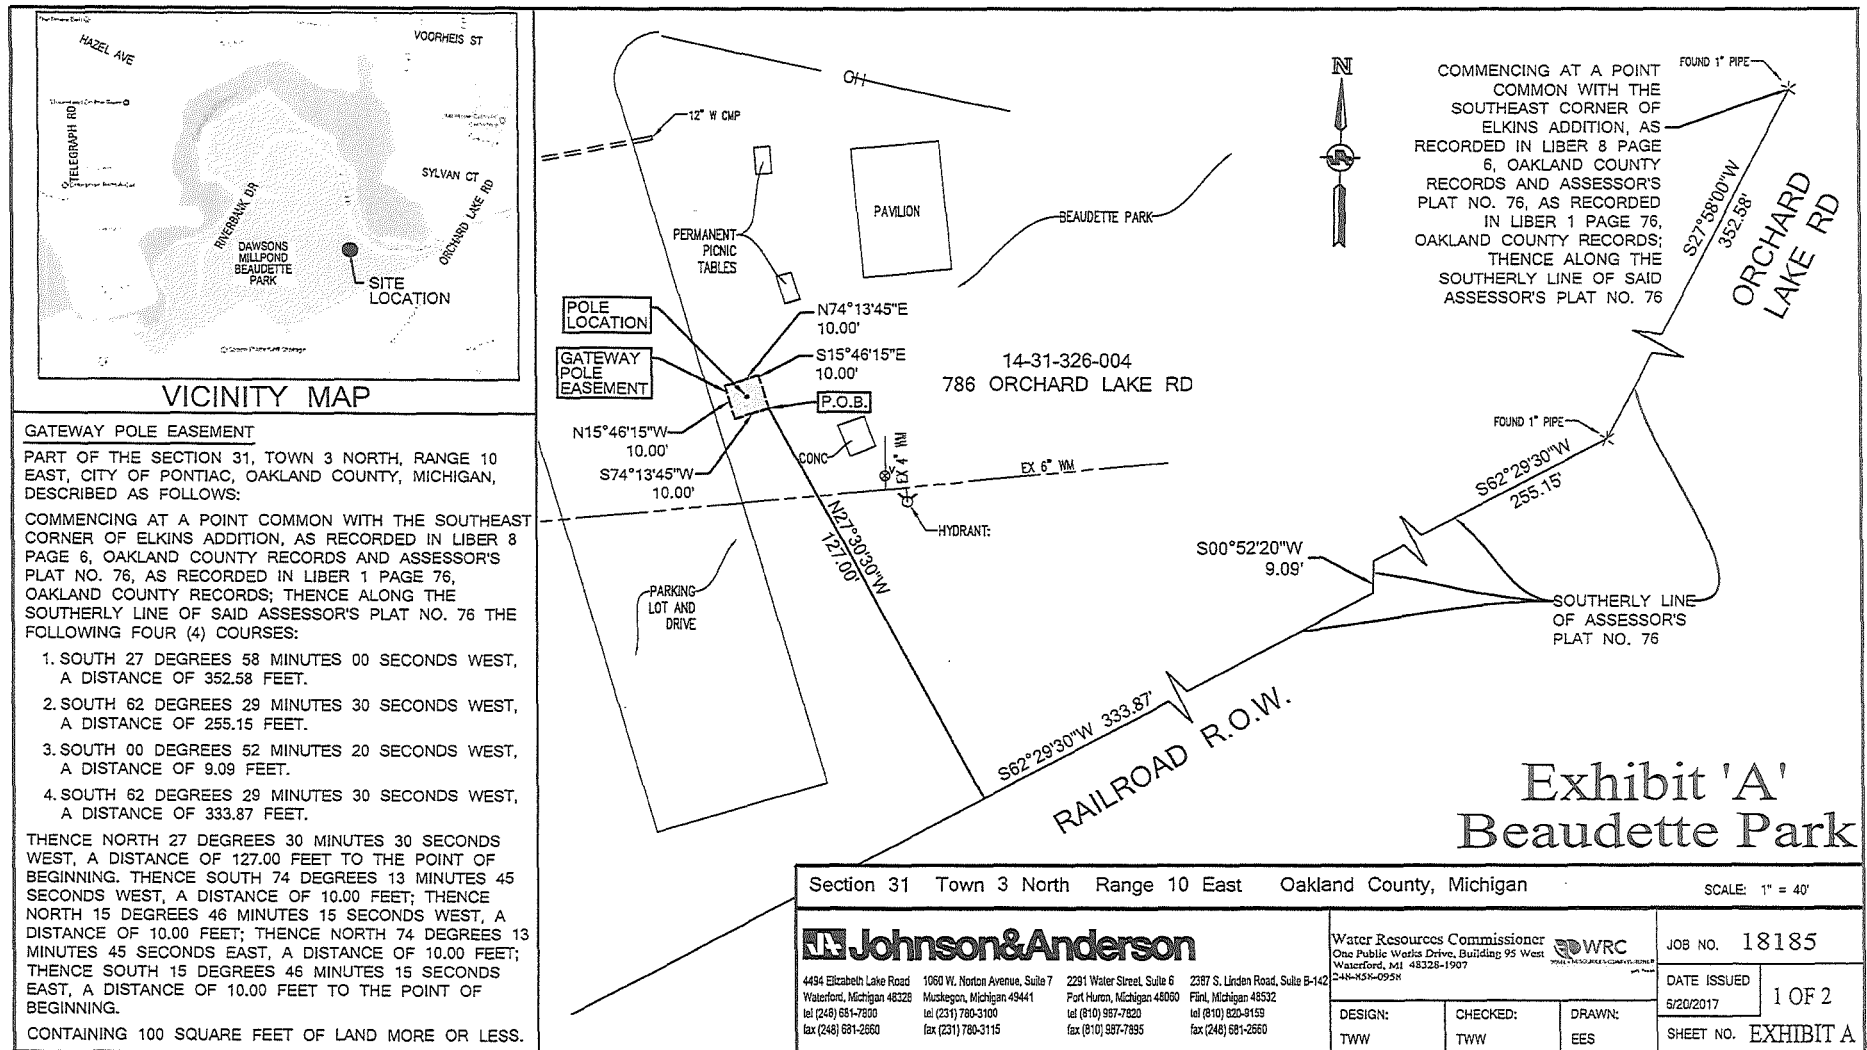 HAZEL AVE
VOORHEIS ST
TELEGRAPH RD
SYLVAN CT
ORCHARD LAKE RD
RIVERBANK DR
DAWSONS
MILLPOND
BEAUDETTE
PARK
SITE
LOCATION
VICINITY MAP
GATEWAY POLE EASEMENT
PART OF THE SECTION 31, TOWN 3 NORTH, RANGE 10
EAST, CITY OF PONTIAC, OAKLAND COUNTY, MICHIGAN,
DESCRIBED AS FOLLOWS:
COMMENCING AT A POINT COMMON WITH THE SOUTHEAST
CORNER OF ELKINS ADDITION, AS RECORDED IN LIBER 8
PAGE 6, OAKLAND COUNTY RECORDS AND ASSESSOR'S
PLAT NO. 76, AS RECORDED IN LIBER 1 PAGE 76,
OAKLAND COUNTY RECORDS; THENCE ALONG THE
SOUTHERLY LINE OF SAID ASSESSOR'S PLAT NO. 76 THE
FOLLOWING FOUR (4) COURSES:
1. SOUTH 27 DEGREES 58 MINUTES 00 SECONDS WEST,
A DISTANCE OF 352.58 FEET.
2. SOUTH 62 DEGREES 29 MINUTES 30 SECONDS WEST,
A DISTANCE OF 255.15 FEET.
3. SOUTH 00 DEGREES 52 MINUTES 20 SECONDS WEST,
A DISTANCE OF 9.09 FEET.
4. SOUTH 62 DEGREES 29 MINUTES 30 SECONDS WEST,
A DISTANCE OF 333.87 FEET.
THENCE NORTH 27 DEGREES 30 MINUTES 30 SECONDS
WEST, A DISTANCE OF 127.00 FEET TO THE POINT OF
BEGINNING. THENCE SOUTH 74 DEGREES 13 MINUTES 45
SECONDS WEST, A DISTANCE OF 10.00 FEET; THENCE
NORTH 15 DEGREES 46 MINUTES 15 SECONDS WEST, A
DISTANCE OF 10.00 FEET; THENCE NORTH 74 DEGREES 13
MINUTES 45 SECONDS EAST, A DISTANCE OF 10.00 FEET;
THENCE SOUTH 15 DEGREES 46 MINUTES 15 SECONDS
EAST, A DISTANCE OF 10.00 FEET TO THE POINT OF
BEGINNING.
CONTAINING 100 SQUARE FEET OF LAND MORE OR LESS.
OH
12" W CMP
PERMANENT
PICNIC
TABLES
PAVILION
BEAUDETTE PARK
N
COMMENCING AT A POINT
COMMON WITH THE
SOUTHEAST CORNER OF
ELKINS ADDITION, AS
RECORDED IN LIBER 8 PAGE
6, OAKLAND COUNTY
RECORDS AND ASSESSOR'S
PLAT NO. 76, AS RECORDED
IN LIBER 1 PAGE 76,
OAKLAND COUNTY RECORDS;
THENCE ALONG THE
SOUTHERLY LINE OF SAID
ASSESSOR'S PLAT NO. 76
FOUND 1" PIPE
S27°58'00"W
352.58'
ORCHARD
LAKE RD
POLE
LOCATION
GATEWAY
POLE
EASEMENT
N74°13'45"E
10.00'
S15°46'15"E
10.00'
P.O.B.
N15°46'15"W
10.00'
S74°13'45"W
10.00'
14-31-326-004
786 ORCHARD LAKE RD
CONC
EX 4" WM
V
EX 6" WM
HYDRANT:
N27°30'30"W
127.00'
PARKING
LOT AND
DRIVE
FOUND 1" PIPE
S62°29'30"W
255.15'
S00°52'20"W
9.09'
SOUTHERLY LINE
OF ASSESSOR'S
PLAT NO. 76
S62°29'30"W 333.87'
RAILROAD R.O.W.
Exhibit 'A'
Beaudette Park
Section 31 Town 3 North Range 10 East Oakland County, Michigan
SCALE: 1" = 40'
JA Johnson&Anderson
4494 Elizabeth Lake Road
Waterford, Michigan 48328
tel (248) 681-7800
fax (248) 681-2660
1060 W. Norton Avenue, Suite 7
Muskegon, Michigan 49441
tel (231) 780-3100
fax (231) 780-3115
2291 Water Street, Suite 6
Port Huron, Michigan 48060
tel (810) 987-7820
fax (810) 987-7895
2387 S. Linden Road, Suite B-142
Flint, Michigan 48532
tel (810) 820-9159
fax (248) 681-2660
Water Resources Commissioner
One Public Works Drive, Building 95 West
Waterford, MI 48328-1907
248-858-0958
WRC
JOB NO. 18185
DATE ISSUED
6/20/2017
1 OF 2
DESIGN:
TWW
CHECKED:
TWW
DRAWN:
EES
SHEET NO. EXHIBIT A